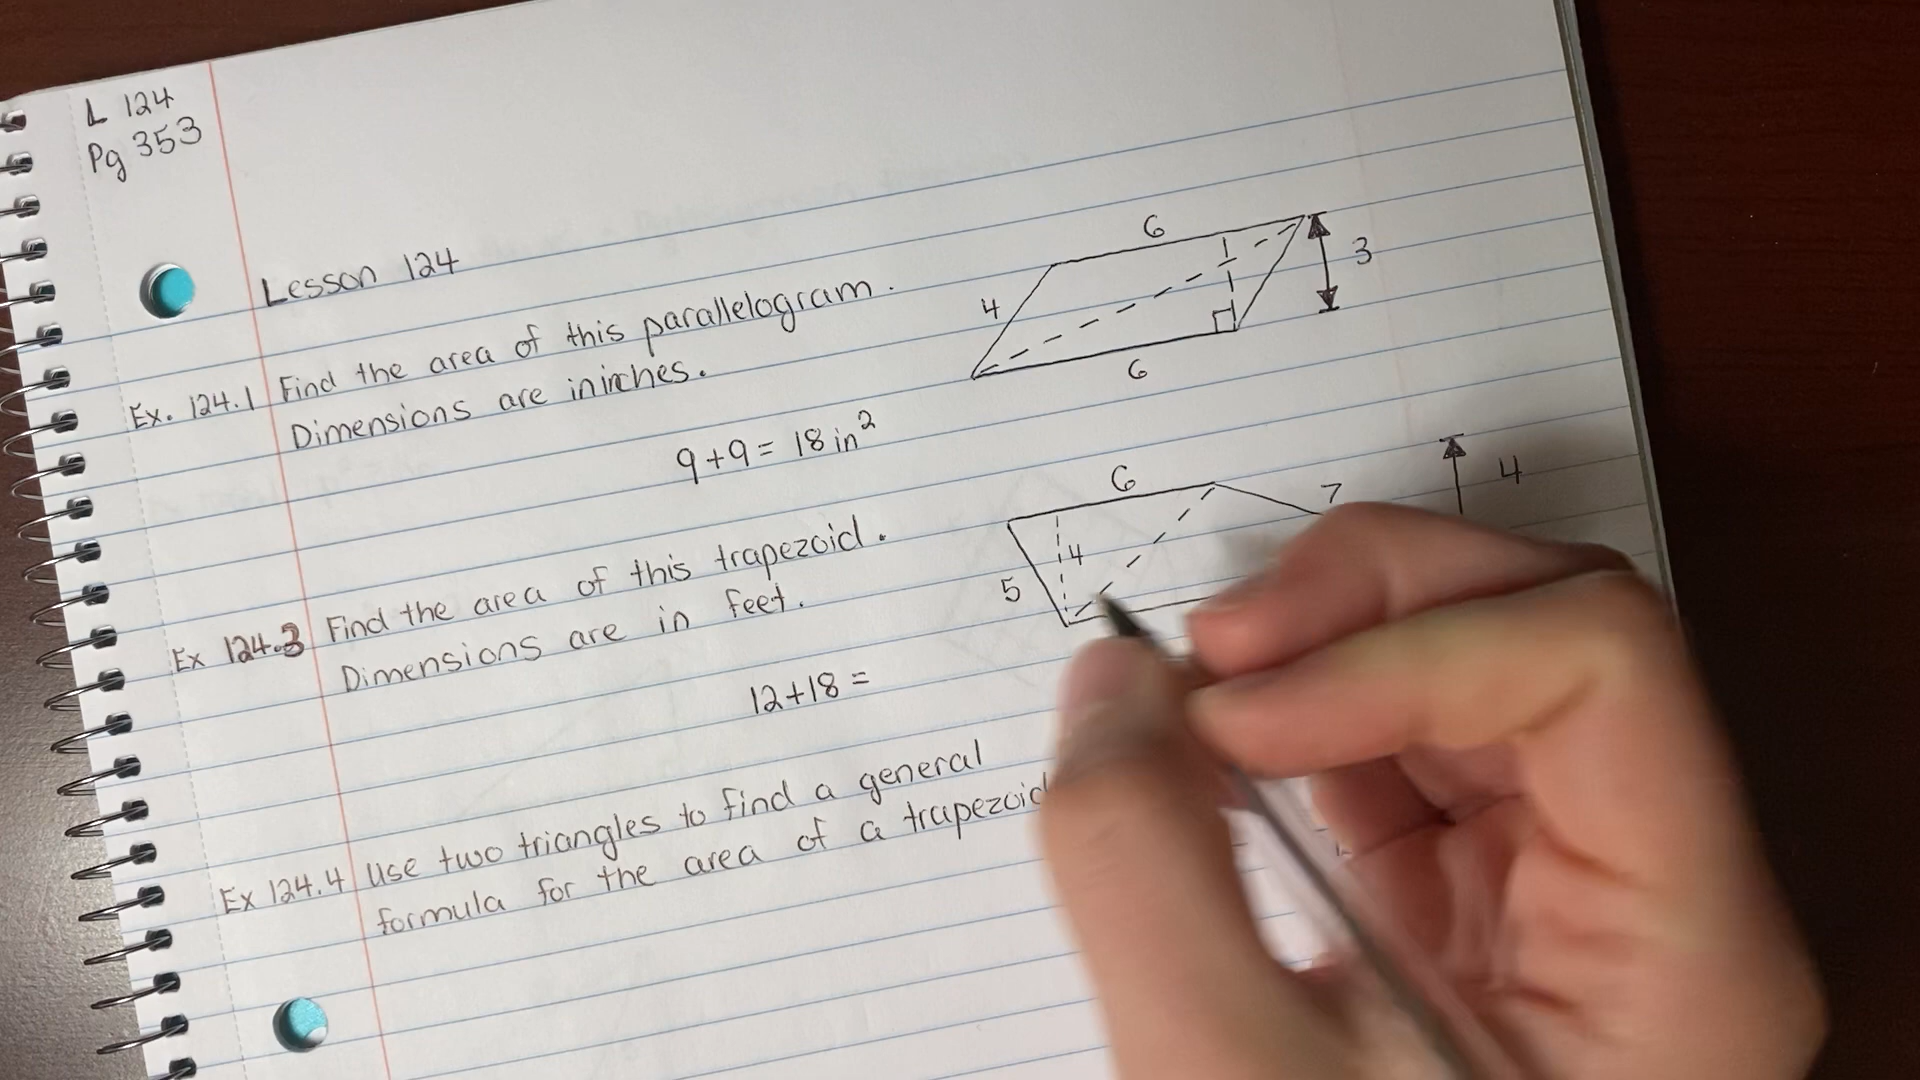 L 124
Pg 353
Lesson 124
Ex. 124.1 Find the area of this parallelogram.
Dimensions are in inches.
6
4
3
6
9+9 = 18 in²
Ex 124.3 Find the area of this trapezoid.
Dimensions are in feet.
6
7
4
4
5
12+18 =
Ex 124.4 Use two triangles to find a general
formula for the area of a trapezoid